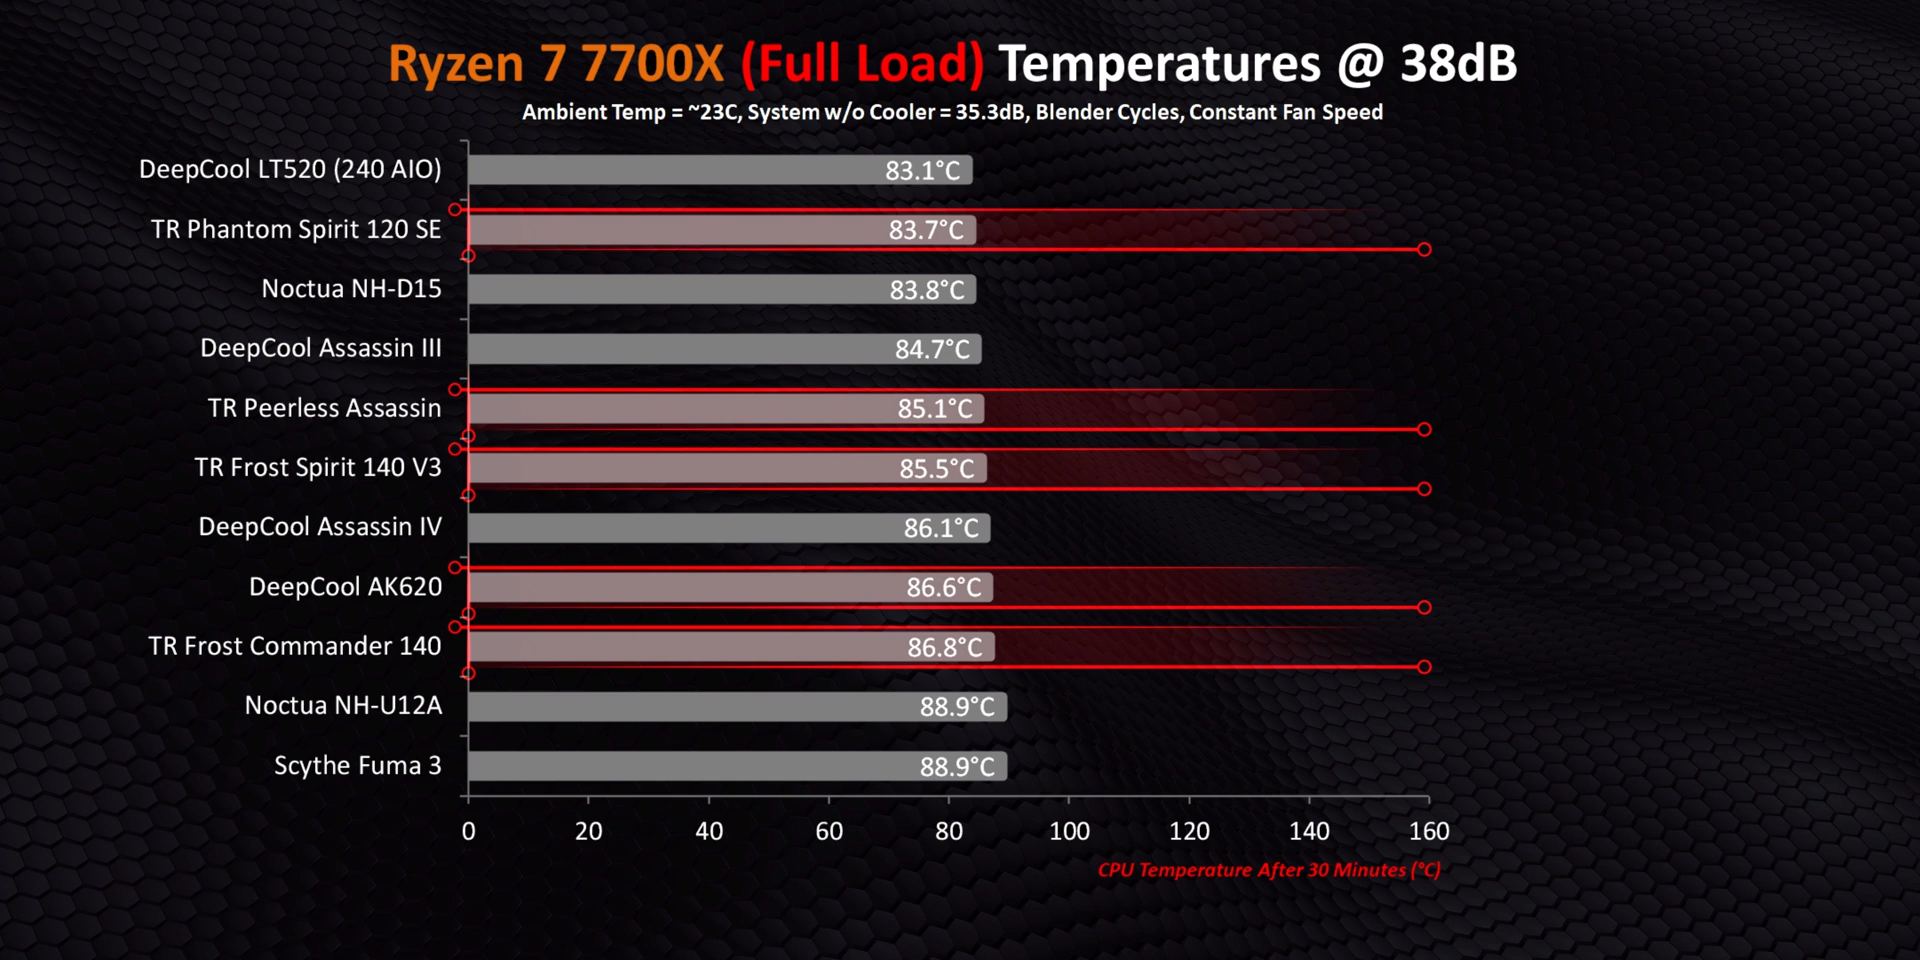 Ryzen 7 7700X (Full Load) Temperatures @ 38dB
Ambient Temp = ~23C, System w/o Cooler = 35.3dB, Blender Cycles, Constant Fan Speed
DeepCool LT520 (240 AIO) 83.1°C
TR Phantom Spirit 120 SE 83.7°C
Noctua NH-D15 83.8°C
DeepCool Assassin III 84.7°C
TR Peerless Assassin 85.1°C
TR Frost Spirit 140 V3 85.5°C
DeepCool Assassin IV 86.1°C
DeepCool AK620 86.6°C
TR Frost Commander 140 86.8°C
Noctua NH-U12A 88.9°C
Scythe Fuma 3 88.9°C
0 20 40 60 80 100 120 140 160
CPU Temperature After 30 Minutes (°C)